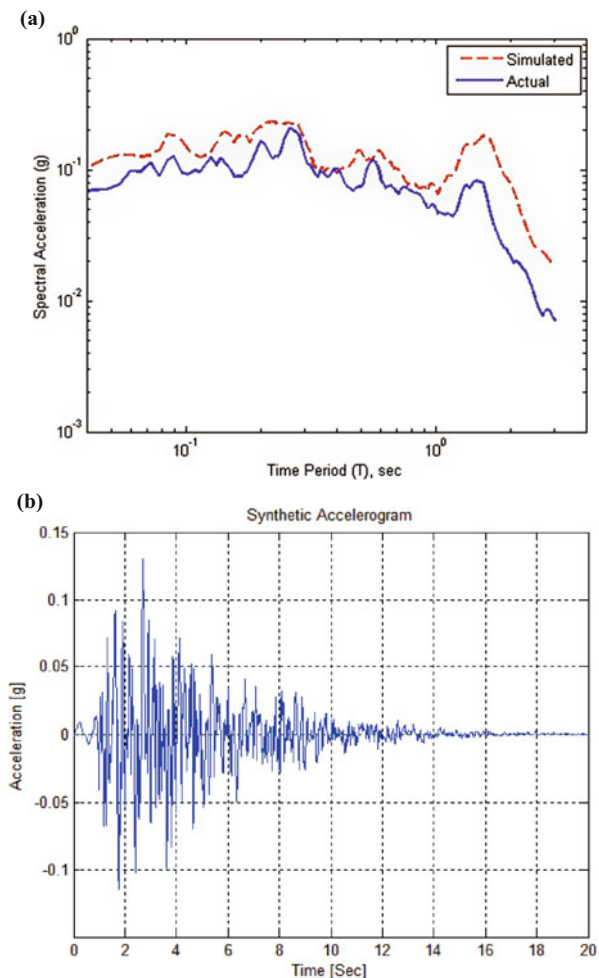 (a)
10^0
10^-1
10^-2
10^-3
Spectral Acceleration (g)
Simulated
Actual
10^-1
10^0
Time Period (T), sec
(b)
Synthetic Accelerogram
0.15
0.1
0.05
0
-0.05
-0.1
Acceleration [g]
0 2 4 6 8 10 12 14 16 18 20
Time [Sec]